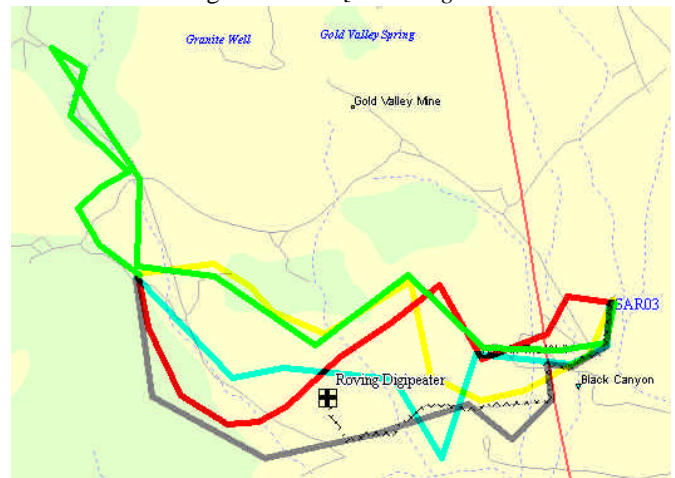 Granite Well
Gold Valley Spring
Gold Valley Mine
SAR03
Roving Digipeater
Black Canyon